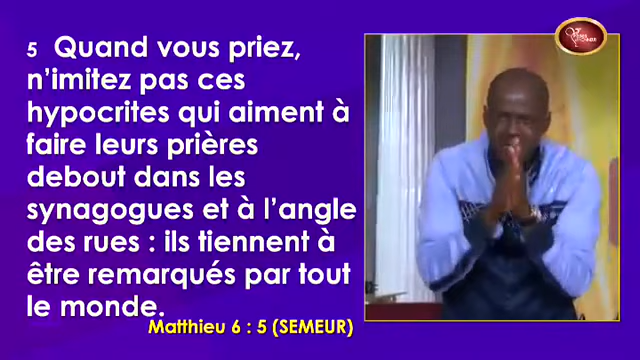 5 Quand vous priez,
n'imitez pas ces
hypocrites qui aiment à
faire leurs prières
debout dans les
synagogues et à l'angle
des rues : ils tiennent à
être remarqués par tout
le monde.
Matthieu 6 : 5 (SEMEUR)